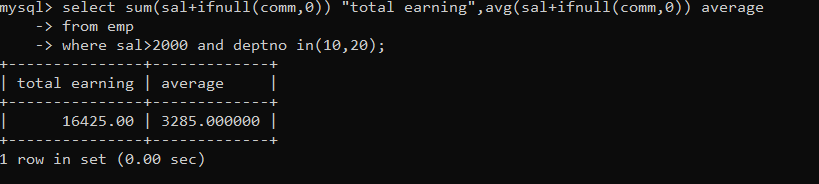 mysql> select sum(sal+ifnull(comm,0)) "total earning",avg(sal+ifnull(comm,0)) average
    -> from emp
    -> where sal>2000 and deptno in(10,20);
+---------------+-------------+
| total earning | average     |
+---------------+-------------+
|      16425.00 | 3285.000000 |
+---------------+-------------+
1 row in set (0.00 sec)